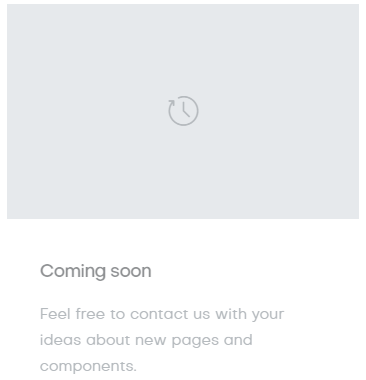 Coming soon
Feel free to contact us with your
ideas about new pages and
components.